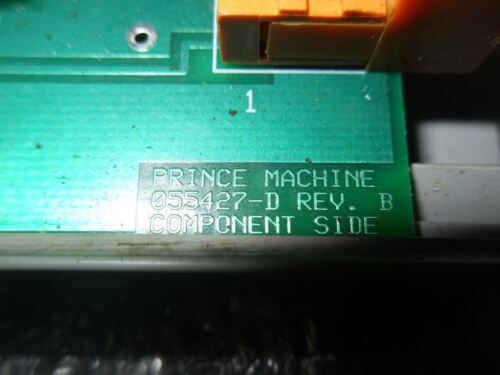 1
PRINCE MACHINE
055427-D REV. B
COMPONENT SIDE